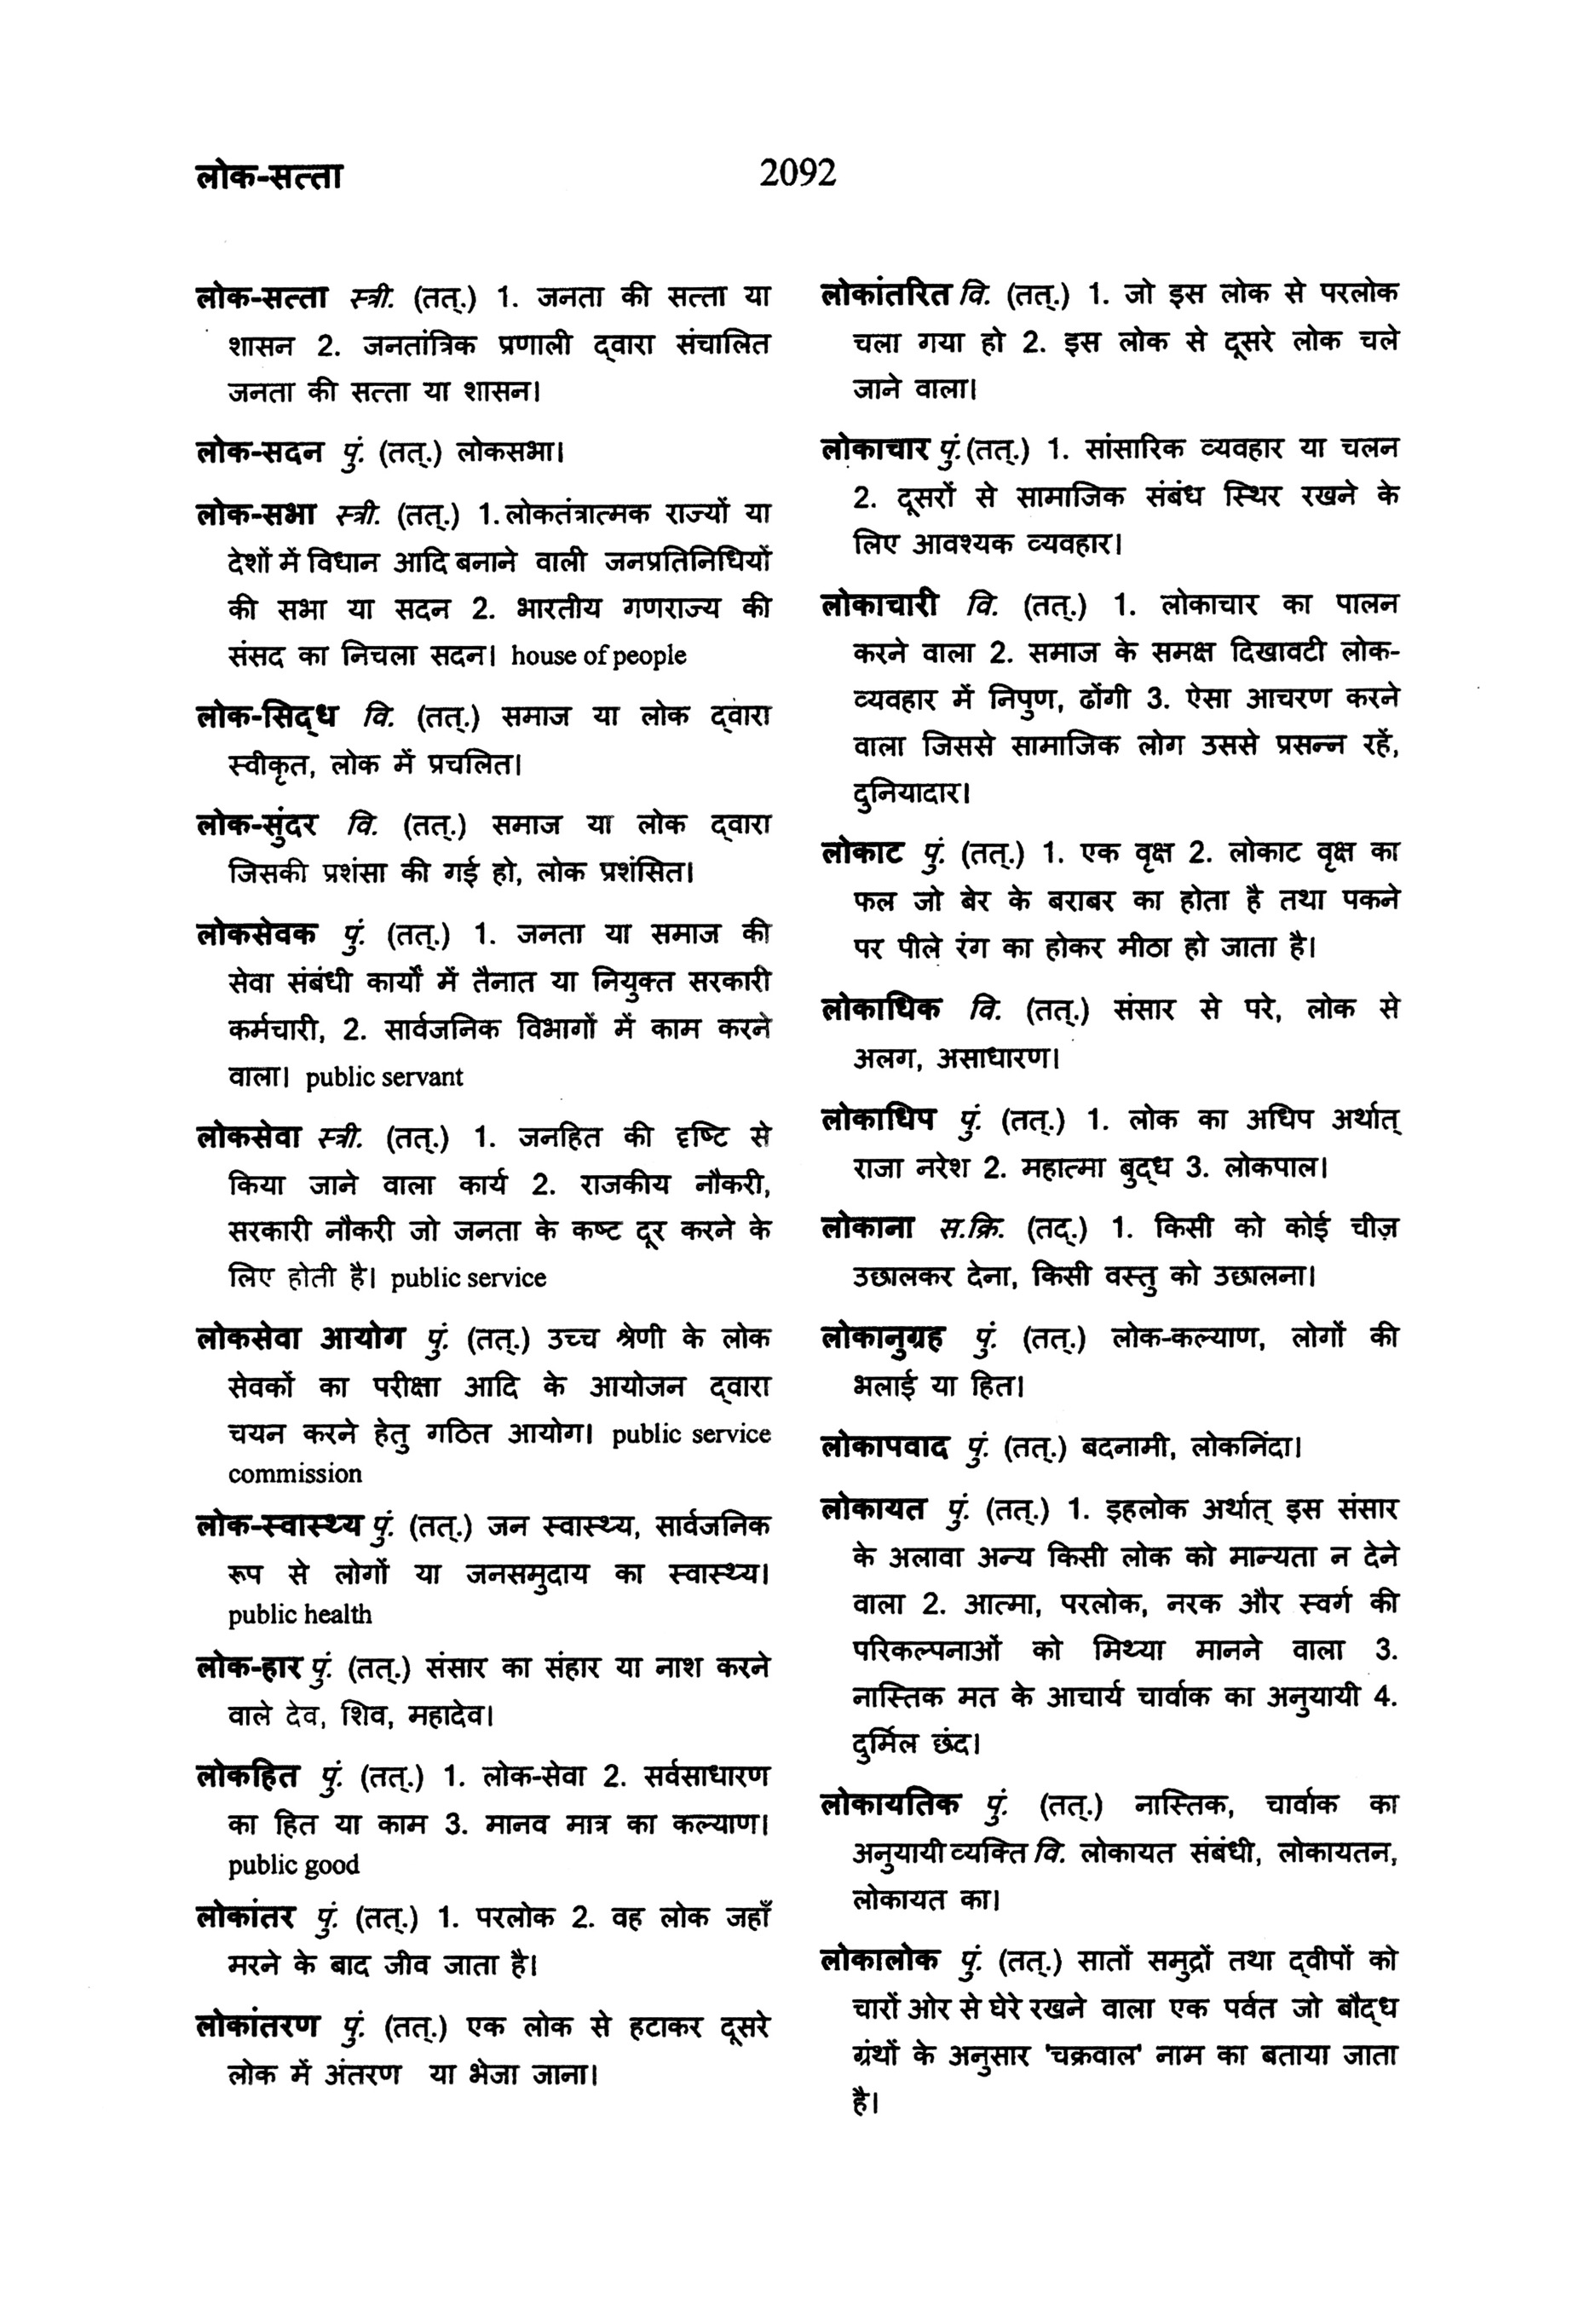 लोक-सत्ता
2092
लोक-सत्ता स्त्री. (तत्.) 1. जनता की सत्ता या
शासन 2. जनतांत्रिक प्रणाली द्वारा संचालित
जनता की सत्ता या शासन।
लोक-सदन पुं. (तत्.) लोकसभा।
लोक-सभा स्त्री. (तत्.) 1. लोकतंत्रात्मक राज्यों या
देशों में विधान आदि बनाने वाली जनप्रतिनिधियों
की सभा या सदन 2. भारतीय गणराज्य की
संसद का निचला सदन। house of people
लोक-सिद्ध वि. (तत्.) समाज या लोक द्वारा
स्वीकृत, लोक में प्रचलित।
लोक-सुंदर वि. (तत्.) समाज या लोक द्वारा
जिसकी प्रशंसा की गई हो, लोक प्रशंसित।
लोकसेवक पुं. (तत्.) 1. जनता या समाज की
सेवा संबंधी कार्यों में तैनात या नियुक्त सरकारी
कर्मचारी, 2. सार्वजनिक विभागों में काम करने
वाला। public servant
लोकसेवा स्त्री. (तत्.) 1. जनहित की दृष्टि से
किया जाने वाला कार्य 2. राजकीय नौकरी,
सरकारी नौकरी जो जनता के कष्ट दूर करने के
लिए होती है। public service
लोकसेवा आयोग पुं. (तत्.) उच्च श्रेणी के लोक
सेवकों का परीक्षा आदि के आयोजन द्वारा
चयन करने हेतु गठित आयोग। public service
commission
लोक-स्वास्थ्य पुं. (तत्.) जन स्वास्थ्य, सार्वजनिक
रूप से लोगों या जनसमुदाय का स्वास्थ्य।
public health
लोक-हार पुं. (तत्.) संसार का संहार या नाश करने
वाले देव, शिव, महादेव।
लोकहित पुं. (तत्.) 1. लोक-सेवा 2. सर्वसाधारण
का हित या काम 3. मानव मात्र का कल्याण।
public good
लोकांतर पुं. (तत्.) 1. परलोक 2. वह लोक जहाँ
मरने के बाद जीव जाता है।
लोकांतरण पुं. (तत्.) एक लोक से हटाकर दूसरे
लोक में अंतरण या भेजा जाना।
लोकांतरित वि. (तत्.) 1. जो इस लोक से परलोक
चला गया हो 2. इस लोक से दूसरे लोक चले
जाने वाला।
लोकाचार पुं. (तत्.) 1. सांसारिक व्यवहार या चलन
2. दूसरों से सामाजिक संबंध स्थिर रखने के
लिए आवश्यक व्यवहार।
लोकाचारी वि. (तत्.) 1. लोकाचार का पालन
करने वाला 2. समाज के समक्ष दिखावटी लोक-
व्यवहार में निपुण, ढोंगी 3. ऐसा आचरण करने
वाला जिससे सामाजिक लोग उससे प्रसन्न रहें,
दुनियादार।
लोकाट पुं. (तत्.) 1. एक वृक्ष 2. लोकाट वृक्ष का
फल जो बेर के बराबर का होता है तथा पकने
पर पीले रंग का होकर मीठा हो जाता है।
लोकाधिक वि. (तत्.) संसार से परे, लोक से
अलग, असाधारण।
लोकाधिप पुं. (तत्.) 1. लोक का अधिप अर्थात्
राजा नरेश 2. महात्मा बुद्ध 3. लोकपाल।
लोकाना स.क्रि. (तद्.) 1. किसी को कोई चीज़
उछालकर देना, किसी वस्तु को उछालना।
लोकानुग्रह पुं. (तत्.) लोक-कल्याण, लोगों की
भलाई या हित।
लोकापवाद पुं. (तत्.) बदनामी, लोकनिंदा।
लोकायत पुं. (तत्.) 1. इहलोक अर्थात् इस संसार
के अलावा अन्य किसी लोक को मान्यता न देने
वाला 2. आत्मा, परलोक, नरक और स्वर्ग की
परिकल्पनाओं को मिथ्या मानने वाला 3.
नास्तिक मत के आचार्य चार्वाक का अनुयायी 4.
दुर्मिल छंद।
लोकायतिक पुं. (तत्.) नास्तिक, चार्वाक का
अनुयायी व्यक्ति वि. लोकायत संबंधी, लोकायतन,
लोकायत का।
लोकालोक पुं. (तत्.) सातों समुद्रों तथा द्वीपों को
चारों ओर से घेरे रखने वाला एक पर्वत जो बौद्ध
ग्रंथों के अनुसार 'चक्रवाल' नाम का बताया जाता
है।